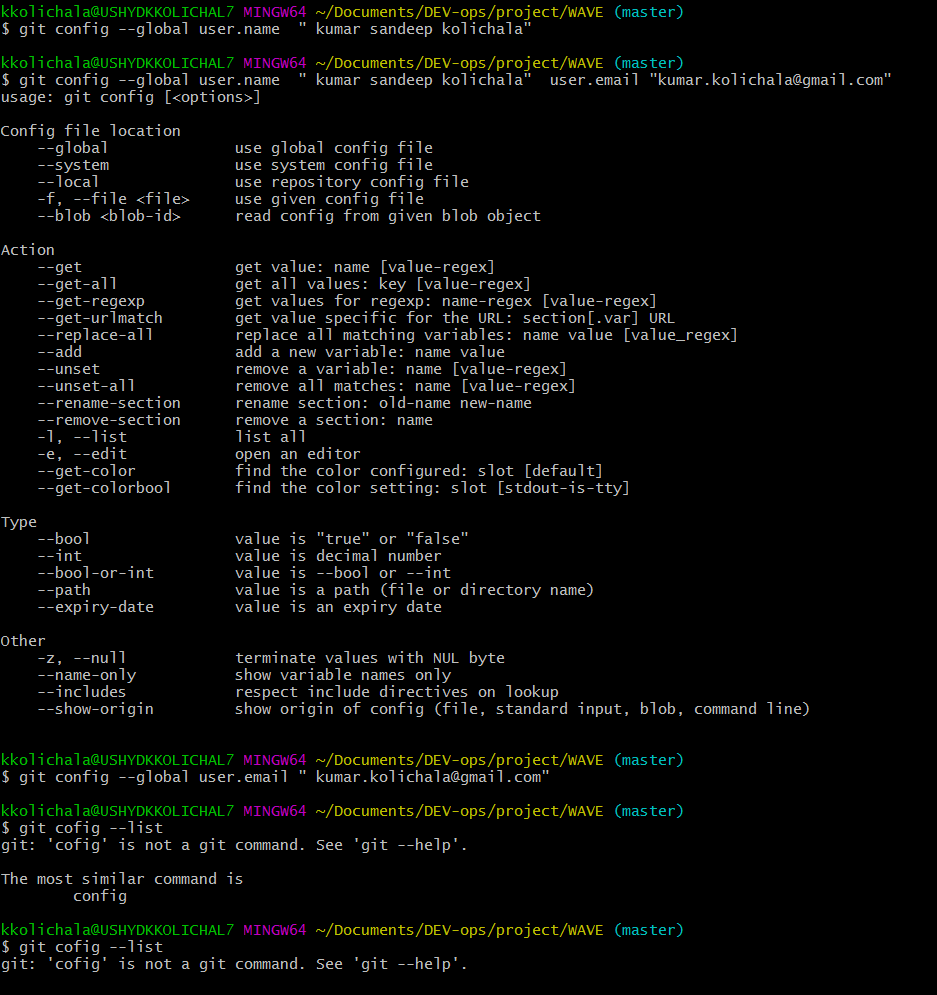 kkolichala@USHYDKKOLICHAL7 MINGW64 ~/Documents/DEV-ops/project/WAVE (master)
$ git config --global user.name  " kumar sandeep kolichala"
kkolichala@USHYDKKOLICHAL7 MINGW64 ~/Documents/DEV-ops/project/WAVE (master)
$ git config --global user.name  " kumar sandeep kolichala"  user.email "kumar.kolichala@gmail.com"
usage: git config [<options>]
Config file location
    --global              use global config file
    --system              use system config file
    --local               use repository config file
    -f, --file <file>     use given config file
    --blob <blob-id>      read config from given blob object
Action
    --get                 get value: name [value-regex]
    --get-all             get all values: key [value-regex]
    --get-regexp          get values for regexp: name-regex [value-regex]
    --get-urlmatch        get value specific for the URL: section[.var] URL
    --replace-all         replace all matching variables: name value [value_regex]
    --add                 add a new variable: name value
    --unset               remove a variable: name [value-regex]
    --unset-all           remove all matches: name [value-regex]
    --rename-section      rename section: old-name new-name
    --remove-section      remove a section: name
    -l, --list            list all
    -e, --edit            open an editor
    --get-color           find the color configured: slot [default]
    --get-colorbool       find the color setting: slot [stdout-is-tty]
Type
    --bool                value is "true" or "false"
    --int                 value is decimal number
    --bool-or-int         value is --bool or --int
    --path                value is a path (file or directory name)
    --expiry-date         value is an expiry date
Other
    -z, --null            terminate values with NUL byte
    --name-only           show variable names only
    --includes            respect include directives on lookup
    --show-origin         show origin of config (file, standard input, blob, command line)
kkolichala@USHYDKKOLICHAL7 MINGW64 ~/Documents/DEV-ops/project/WAVE (master)
$ git config --global user.email " kumar.kolichala@gmail.com"
kkolichala@USHYDKKOLICHAL7 MINGW64 ~/Documents/DEV-ops/project/WAVE (master)
$ git cofig --list
git: 'cofig' is not a git command. See 'git --help'.
The most similar command is
        config
kkolichala@USHYDKKOLICHAL7 MINGW64 ~/Documents/DEV-ops/project/WAVE (master)
$ git cofig --list
git: 'cofig' is not a git command. See 'git --help'.